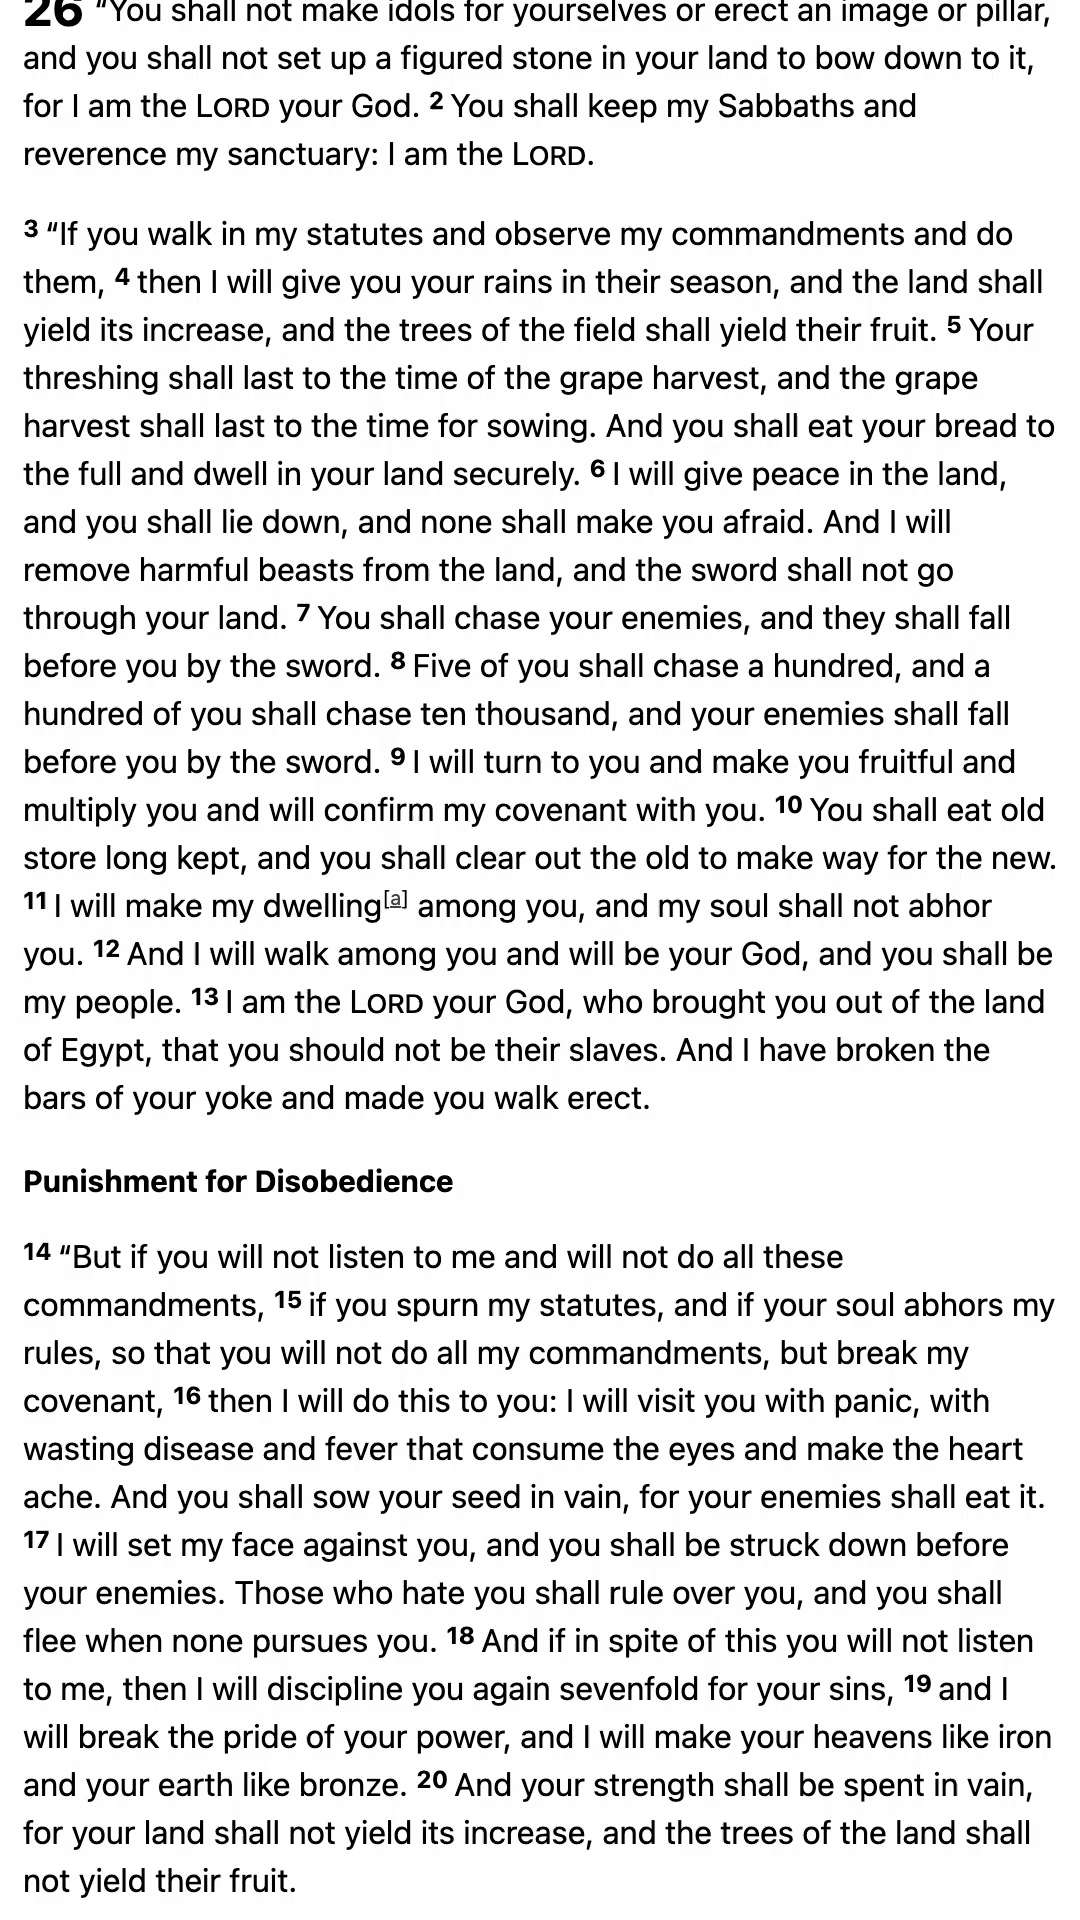 26 “You shall not make idols for yourselves or erect an image or pillar,
and you shall not set up a figured stone in your land to bow down to it,
for I am the LORD your God. 2 You shall keep my Sabbaths and
reverence my sanctuary: I am the LORD.
3 “If you walk in my statutes and observe my commandments and do
them, 4 then I will give you your rains in their season, and the land shall
yield its increase, and the trees of the field shall yield their fruit. 5 Your
threshing shall last to the time of the grape harvest, and the grape
harvest shall last to the time for sowing. And you shall eat your bread to
the full and dwell in your land securely. 6 I will give peace in the land,
and you shall lie down, and none shall make you afraid. And I will
remove harmful beasts from the land, and the sword shall not go
through your land. 7 You shall chase your enemies, and they shall fall
before you by the sword. 8 Five of you shall chase a hundred, and a
hundred of you shall chase ten thousand, and your enemies shall fall
before you by the sword. 9 I will turn to you and make you fruitful and
multiply you and will confirm my covenant with you. 10 You shall eat old
store long kept, and you shall clear out the old to make way for the new.
11 I will make my dwelling[a] among you, and my soul shall not abhor
you. 12 And I will walk among you and will be your God, and you shall be
my people. 13 I am the LORD your God, who brought you out of the land
of Egypt, that you should not be their slaves. And I have broken the
bars of your yoke and made you walk erect.
Punishment for Disobedience
14 “But if you will not listen to me and will not do all these
commandments, 15 if you spurn my statutes, and if your soul abhors my
rules, so that you will not do all my commandments, but break my
covenant, 16 then I will do this to you: I will visit you with panic, with
wasting disease and fever that consume the eyes and make the heart
ache. And you shall sow your seed in vain, for your enemies shall eat it.
17 I will set my face against you, and you shall be struck down before
your enemies. Those who hate you shall rule over you, and you shall
flee when none pursues you. 18 And if in spite of this you will not listen
to me, then I will discipline you again sevenfold for your sins, 19 and I
will break the pride of your power, and I will make your heavens like iron
and your earth like bronze. 20 And your strength shall be spent in vain,
for your land shall not yield its increase, and the trees of the land shall
not yield their fruit.